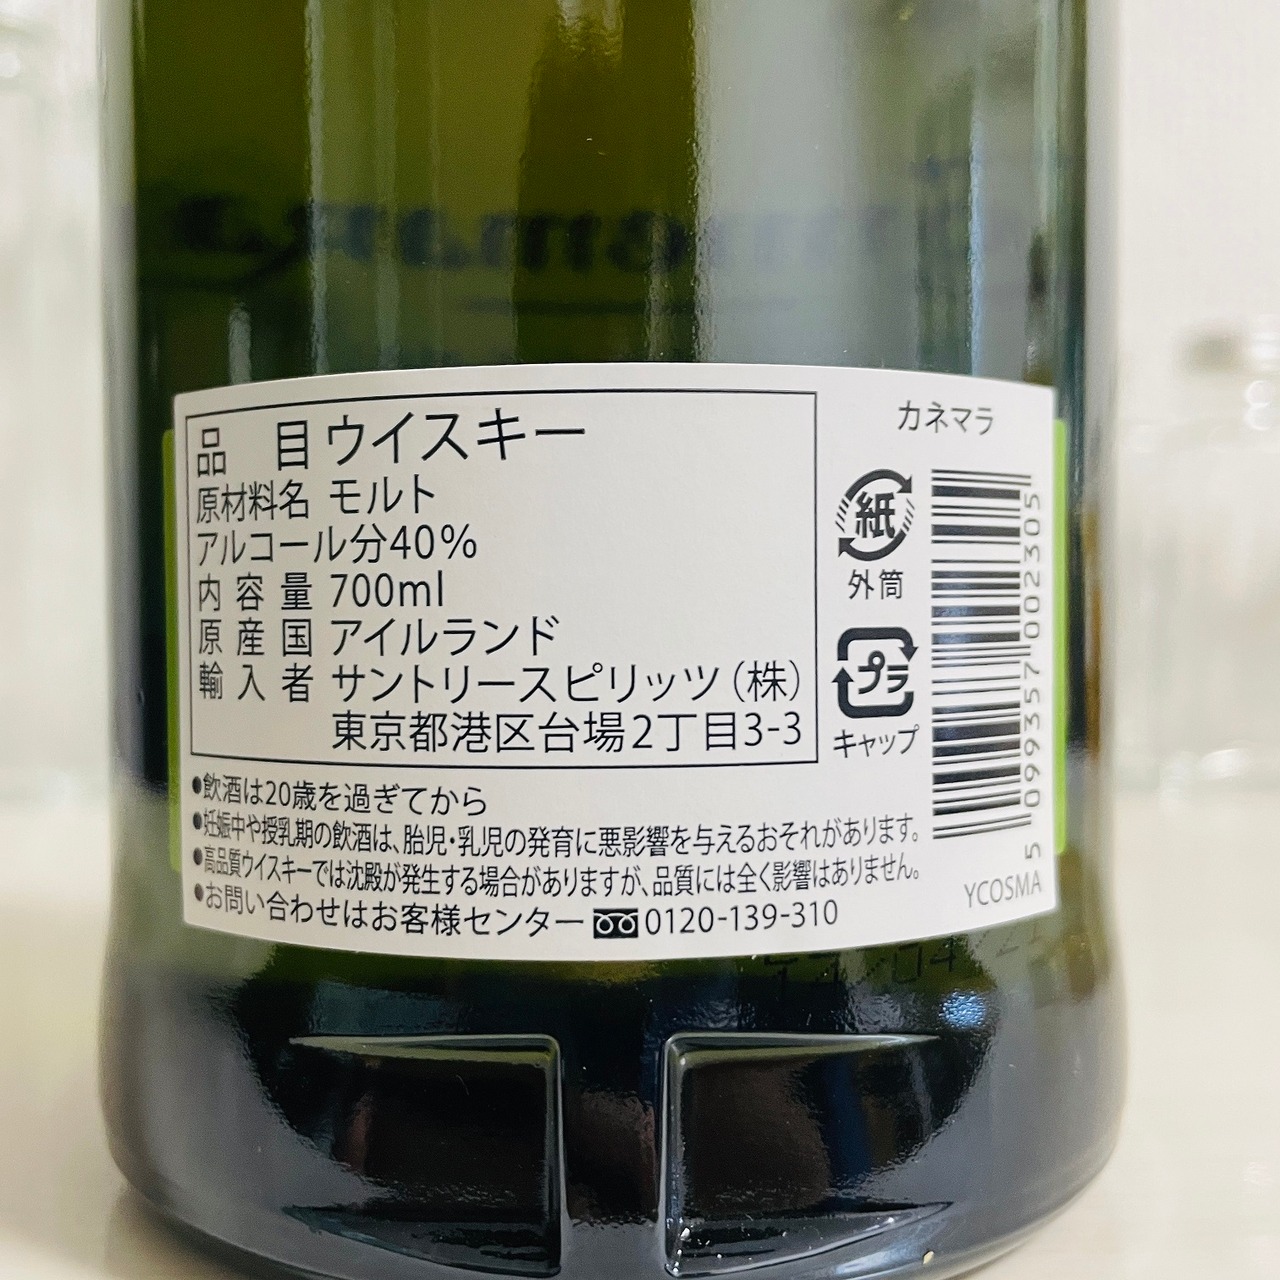 品目 ウイスキー
原材料名 モルト
アルコール分40%
内容量 700ml
原産国 アイルランド
輸入者 サントリースピリッツ(株)
東京都港区台場2丁目3-3
●飲酒は20歳を過ぎてから
●妊娠中や授乳期の飲酒は、胎児・乳児の発育に悪影響を与えるおそれがあります。
●高品質ウイスキーでは沈殿が発生する場合がありますが、品質には全く影響はありません。
●お問い合わせはお客様センター 0120-139-310
カネマラ
紙
外筒
プラ
キャップ
5 099357 002305
YCOSMA